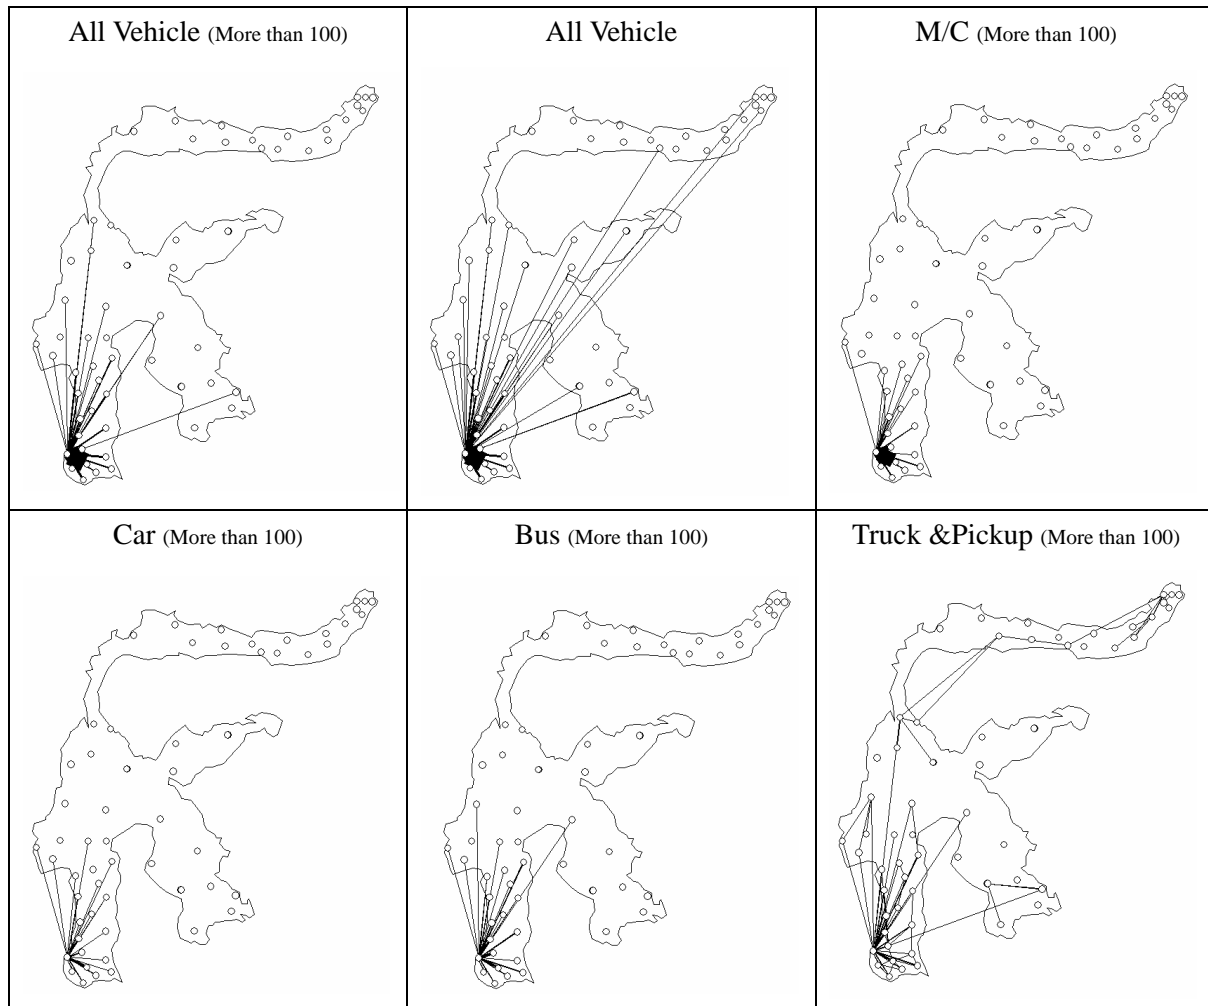 All Vehicle (More than 100)
All Vehicle
M/C (More than 100)
Car (More than 100)
Bus (More than 100)
Truck &Pickup (More than 100)